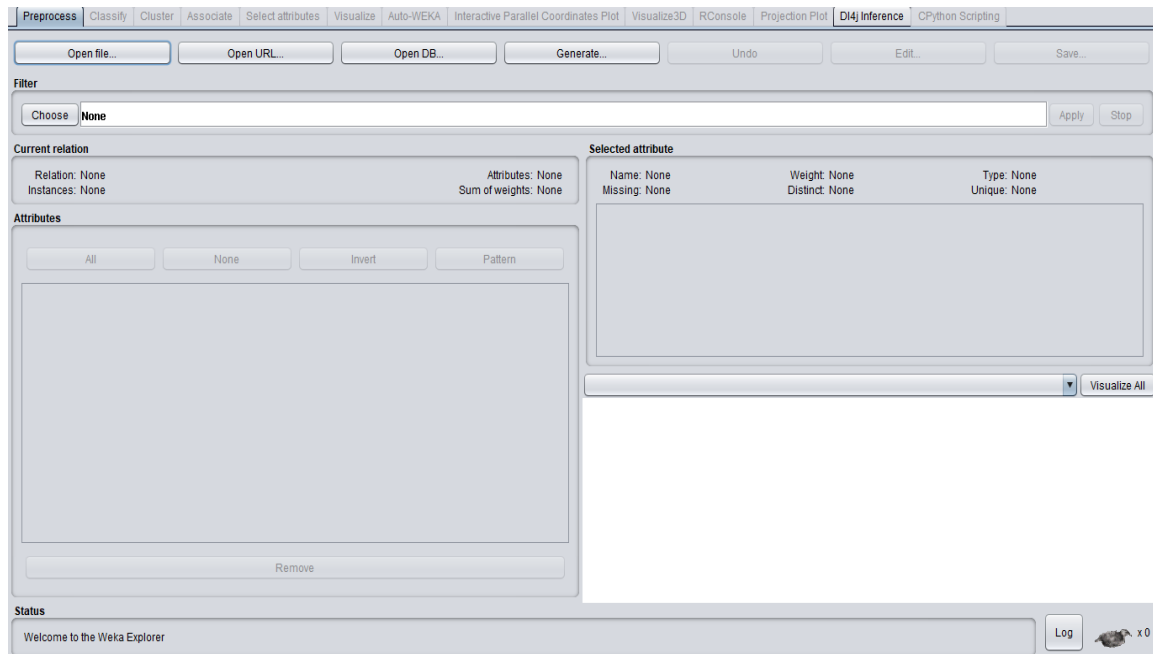 Preprocess Classify Cluster Associate Select attributes Visualize Auto-WEKA Interactive Parallel Coordinates Plot Visualize3D RConsole Projection Plot Dl4j Inference CPython Scripting
Open file... Open URL... Open DB... Generate... Undo Edit... Save...
Filter
Choose None Apply Stop
Current relation
Relation: None Attributes: None
Instances: None Sum of weights: None
Selected attribute
Name: None Weight: None Type: None
Missing: None Distinct: None Unique: None
Attributes
All None Invert Pattern
Visualize All
Remove
Status
Welcome to the Weka Explorer
Log x 0